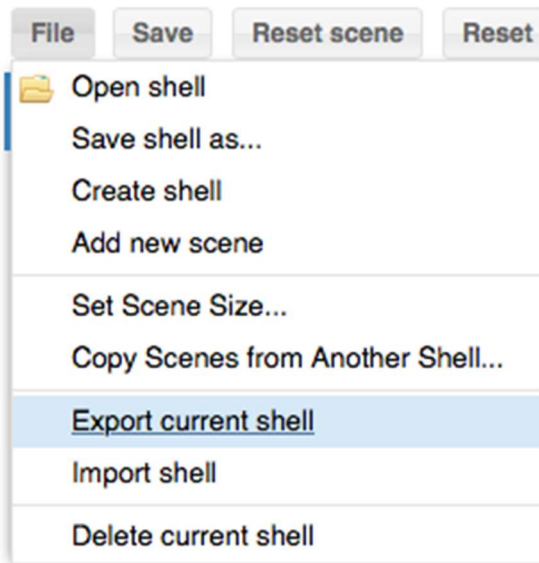 File Save Reset scene Reset
Open shell
Save shell as...
Create shell
Add new scene
Set Scene Size...
Copy Scenes from Another Shell...
Export current shell
Import shell
Delete current shell